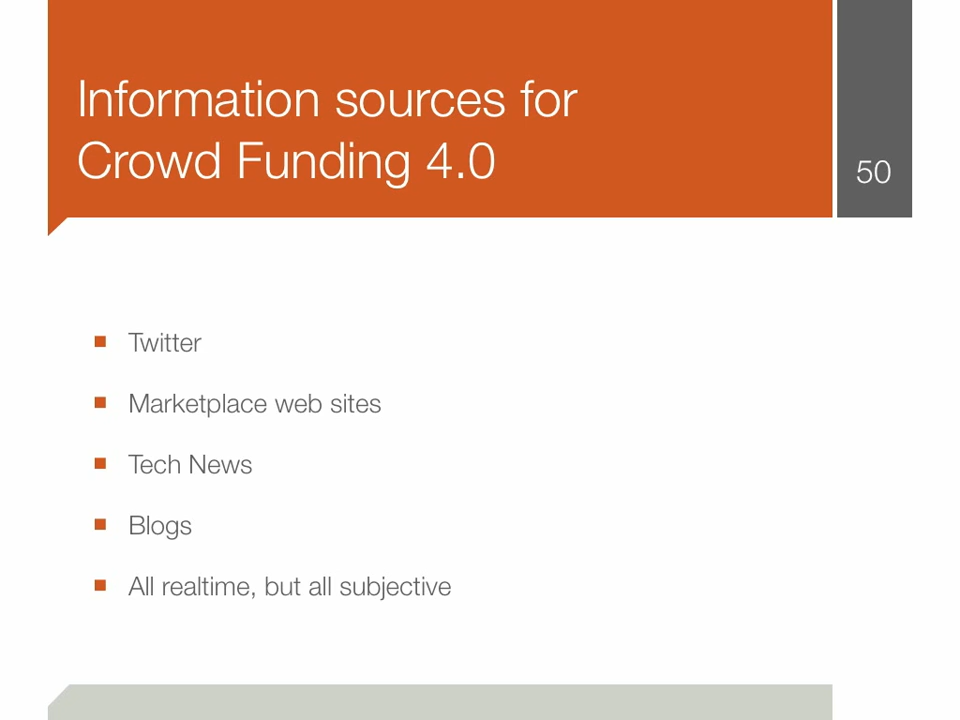 Information sources for
Crowd Funding 4.0
50
Twitter
Marketplace web sites
Tech News
Blogs
All realtime, but all subjective